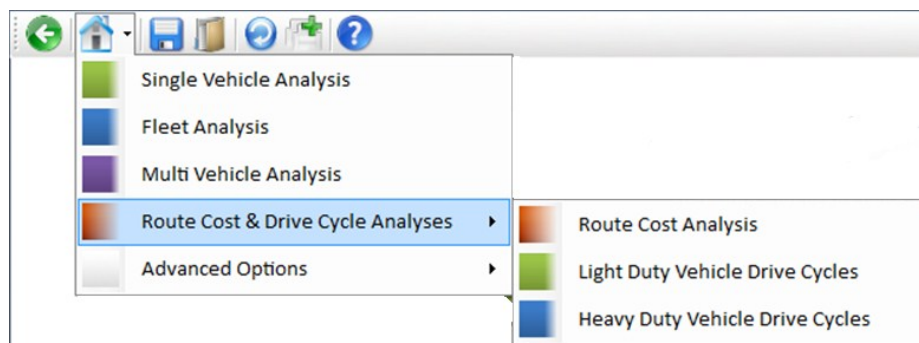 Single Vehicle Analysis
Fleet Analysis
Multi Vehicle Analysis
Route Cost & Drive Cycle Analyses
Advanced Options
Route Cost Analysis
Light Duty Vehicle Drive Cycles
Heavy Duty Vehicle Drive Cycles